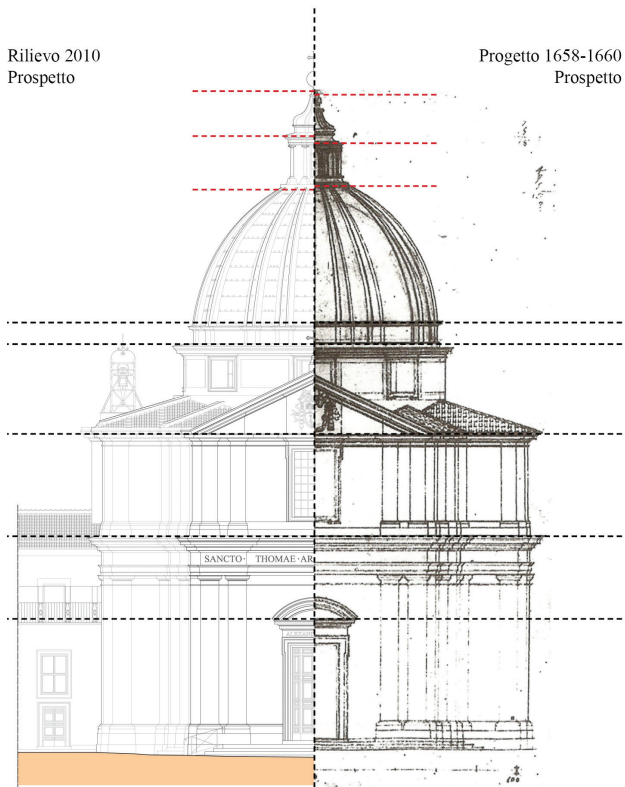 Rilievo 2010
Prospetto
Progetto 1658-1660
Prospetto
SANCTO · THOMAE · AR